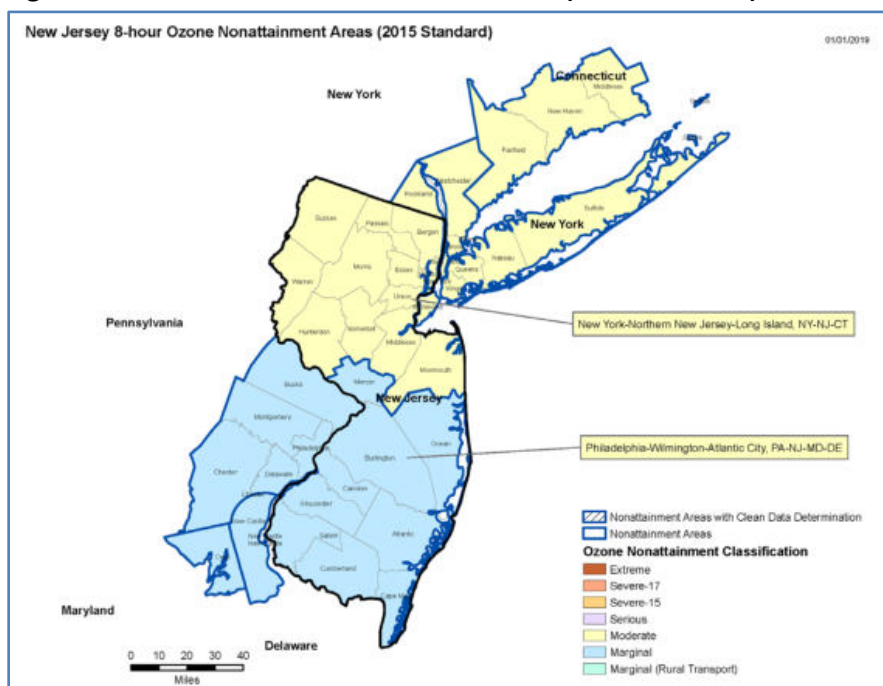 New Jersey 8-hour Ozone Nonattainment Areas (2015 Standard)
01/01/2019
New York
Connecticut
Middlesex
New Haven
Fairfield
Westchester
Rockland
Suffolk
New York
Nassau
Queens
Sussex
Passaic
Bergen
Morris
Essex
Warren
Union
Hunterdon
Somerset
Middlesex
Monmouth
Pennsylvania
New York-Northern New Jersey-Long Island, NY-NJ-CT
Bucks
Mercer
New Jersey
Montgomery
Philadelphia
Ocean
Burlington
Philadelphia-Wilmington-Atlantic City, PA-NJ-MD-DE
Chester
Delaware
Camden
Gloucester
New Castle
Salem
Atlantic
Cumberland
Cape May
Maryland
Delaware
0 10 20 30 40
Miles
Nonattainment Areas with Clean Data Determination
Nonattainment Areas
Ozone Nonattainment Classification
Extreme
Severe-17
Severe-15
Serious
Moderate
Marginal
Marginal (Rural Transport)